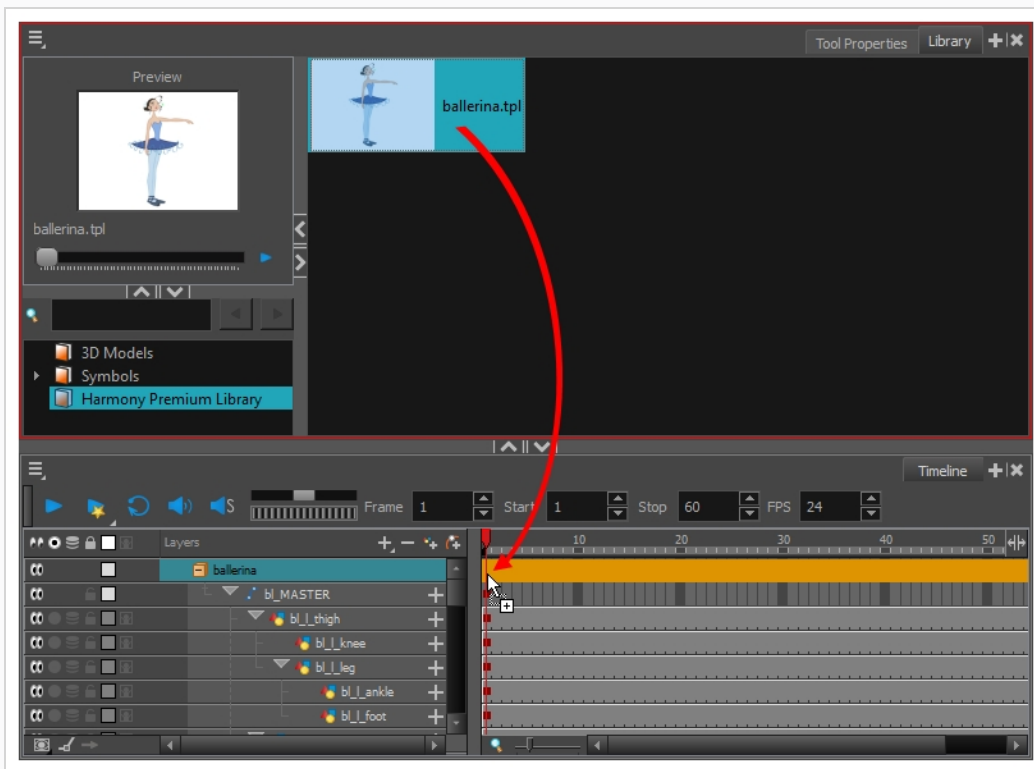 Tool Properties Library
Preview
ballerina.tpl
ballerina.tpl
3D Models
Symbols
Harmony Premium Library
Timeline
S Frame 1 Start 1 Stop 60 FPS 24
Layers 10 20 30 40 50
ballerina
bl_MASTER
bl_l_thigh
bl_l_knee
bl_l_leg
bl_l_ankle
bl_l_foot